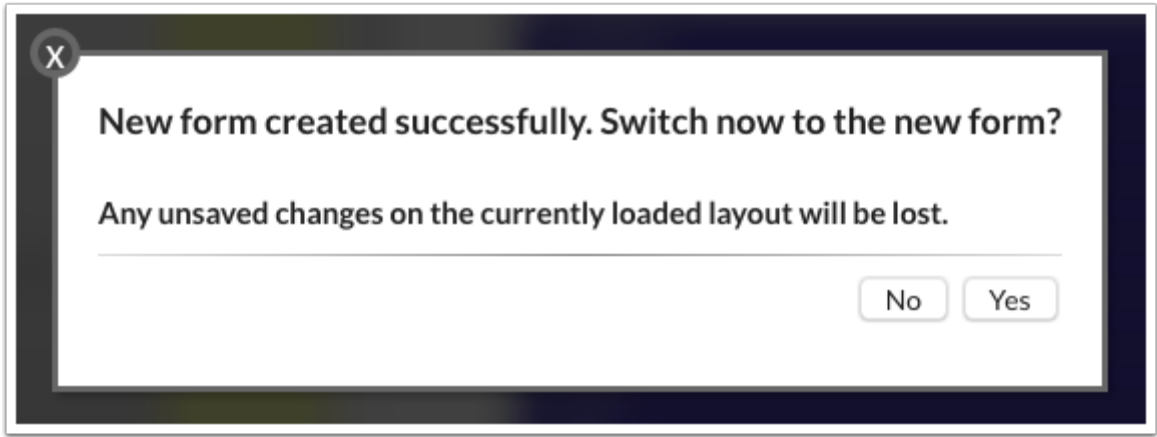 X
New form created successfully. Switch now to the new form?
Any unsaved changes on the currently loaded layout will be lost.
No Yes